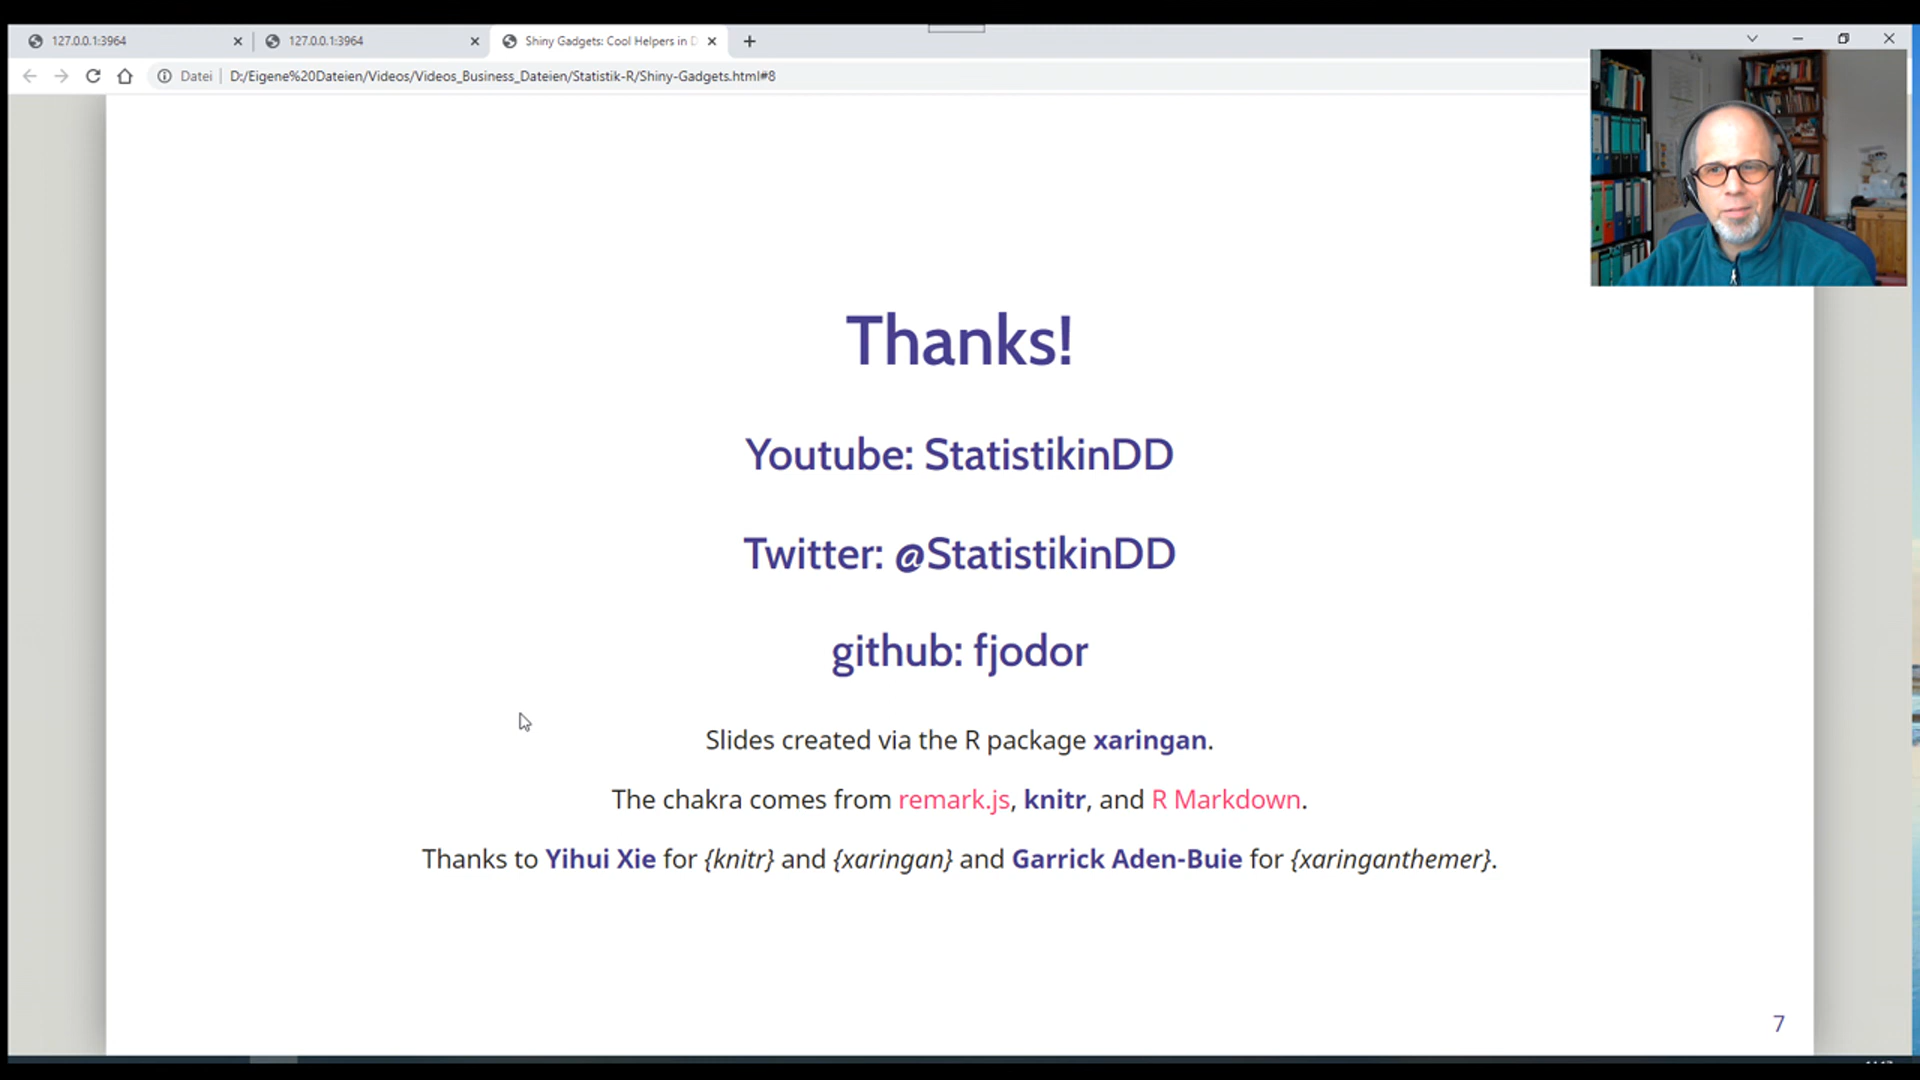 127.0.0.1:3964
127.0.0.1:3964
Shiny Gadgets: Cool Helpers in D
Datei
D:/Eigene%20Dateien/Videos/Videos_Business_Dateien/Statistik-R/Shiny-Gadgets.html#8
Thanks!
Youtube: StatistikinDD
Twitter: @StatistikinDD
github: fjodor
Slides created via the R package xaringan.
The chakra comes from remark.js, knitr, and R Markdown.
Thanks to Yihui Xie for {knitr} and {xaringan} and Garrick Aden-Buie for {xaringanthemer}.
7